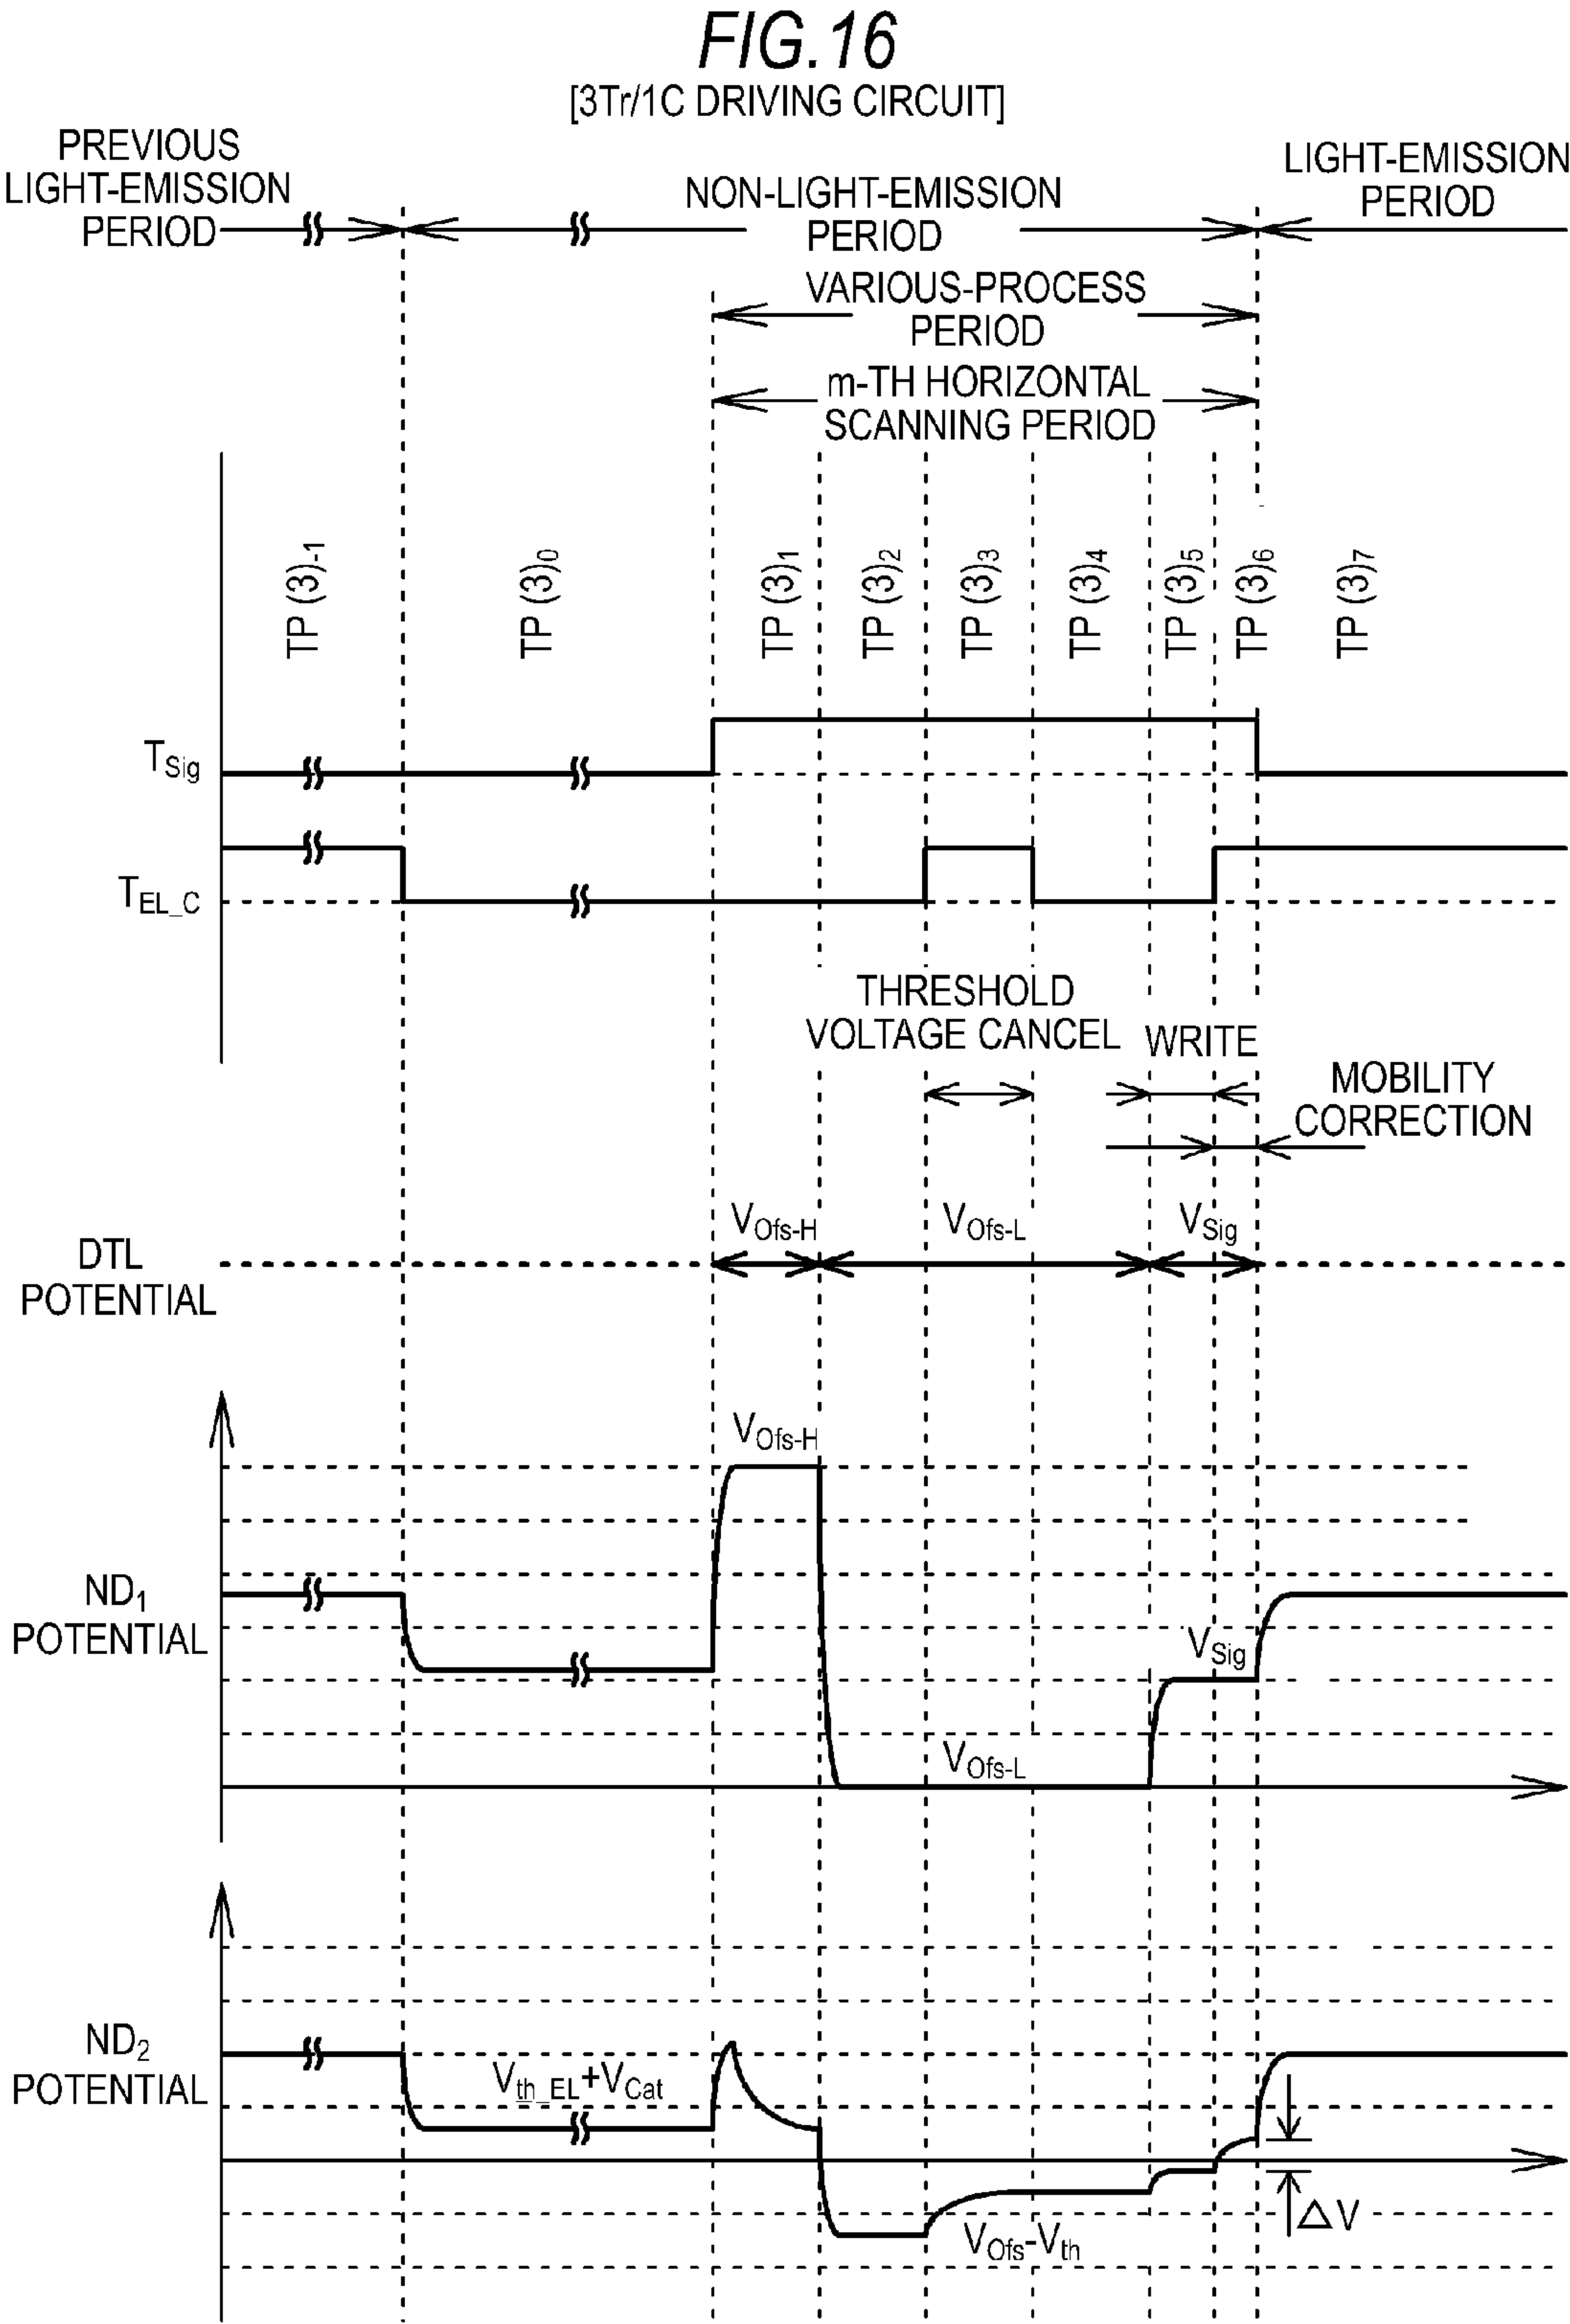 FIG.16
[3Tr/1C DRIVING CIRCUIT]
PREVIOUS
LIGHT-EMISSION
PERIOD
NON-LIGHT-EMISSION
PERIOD
LIGHT-EMISSION
PERIOD
VARIOUS-PROCESS
PERIOD
m-TH HORIZONTAL
SCANNING PERIOD
TP (3)-1
TP (3)0
TP (3)1
TP (3)2
TP (3)3
TP (3)4
TP (3)5
TP (3)6
TP (3)7
TSig
TEL_C
THRESHOLD
VOLTAGE CANCEL
WRITE
MOBILITY
CORRECTION
DTL
POTENTIAL
VOfs-H
VOfs-L
VSig
ND1
POTENTIAL
VOfs-H
VSig
VOfs-L
ND2
POTENTIAL
Vth_EL+VCat
VOfs-Vth
△V